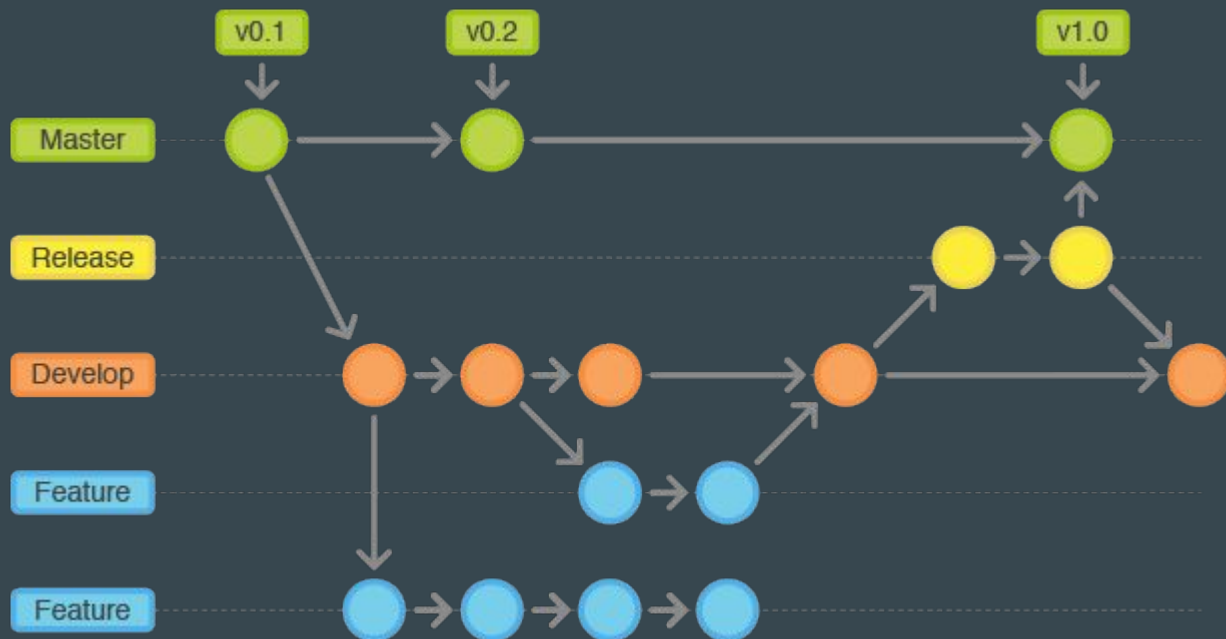 v0.1
v0.2
v1.0
Master
Release
Develop
Feature
Feature